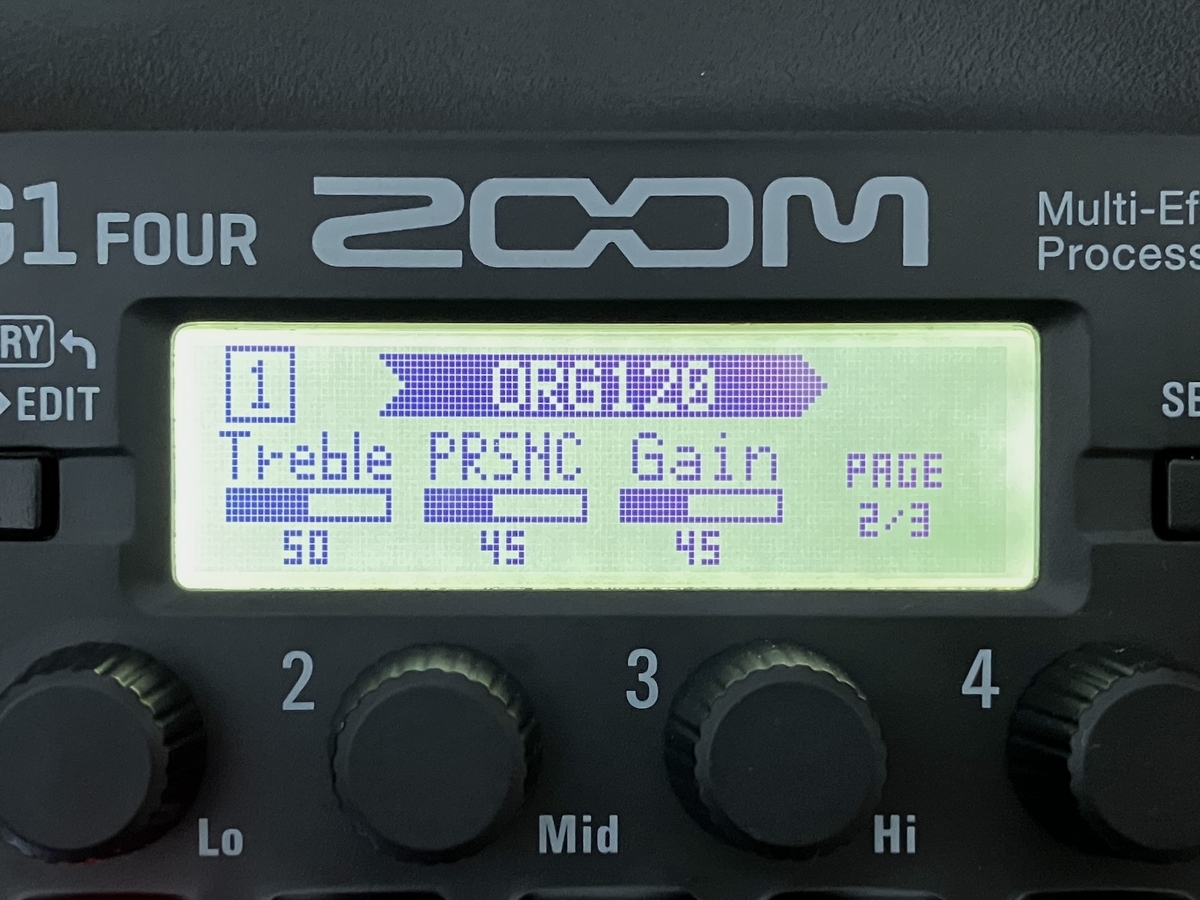 G1 FOUR ZOOM
Multi-Ef
Process
RY
EDIT
SE
1 ORG120
Treble PRSNC Gain PAGE
50 45 45 2/3
2 3 4
Lo Mid Hi